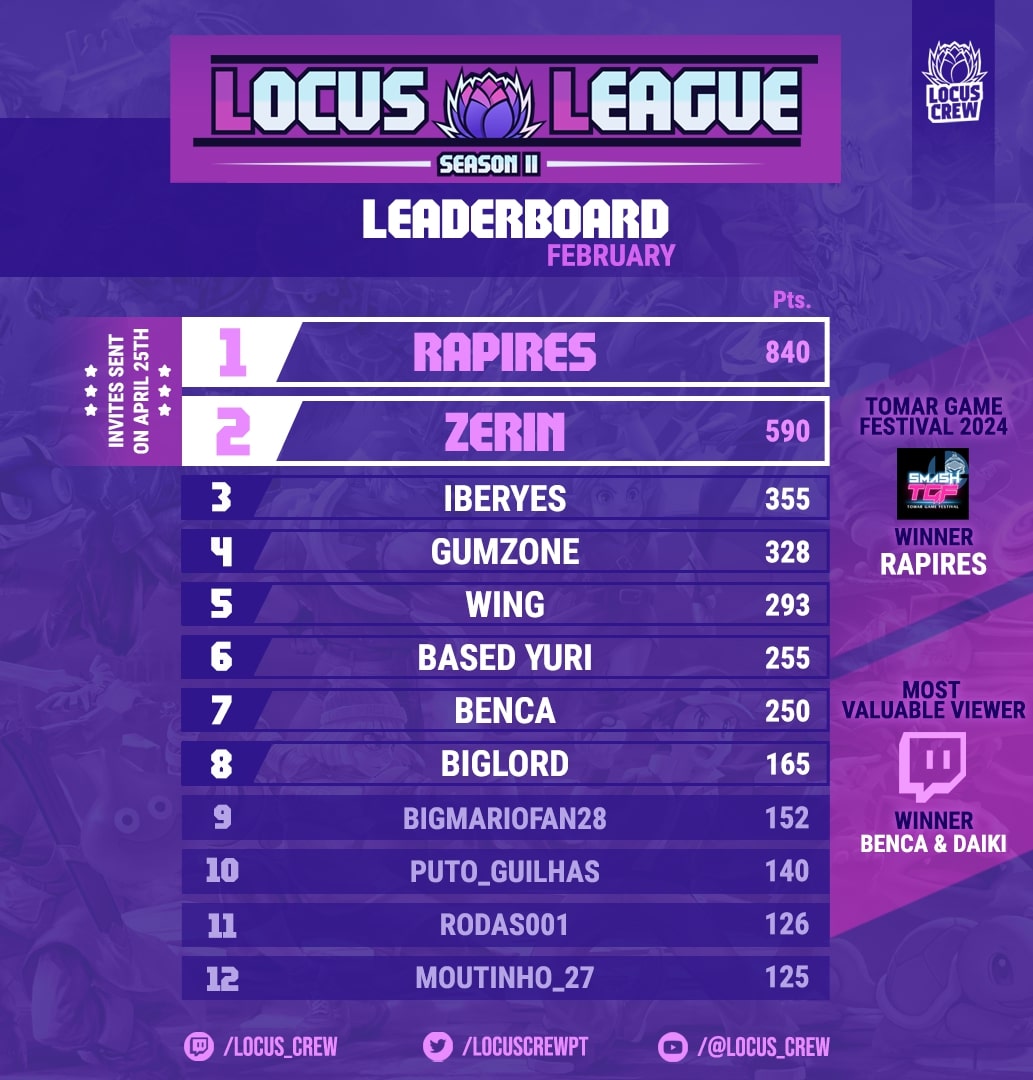 LOCUS LEAGUE
SEASON II
LOCUS
CREW
LEADERBOARD
FEBRUARY
Pts.
INVITES SENT
ON APRIL 25TH
1 RAPIRES 840
2 ZERIN 590
3 IBERYES 355
4 GUMZONE 328
5 WING 293
6 BASED YURI 255
7 BENCA 250
8 BIGLORD 165
9 BIGMARIOFAN28 152
10 PUTO_GUILHAS 140
11 RODAS001 126
12 MOUTINHO_27 125
TOMAR GAME
FESTIVAL 2024
SMASH
TGF
TOMAR GAME FESTIVAL
WINNER
RAPIRES
MOST
VALUABLE VIEWER
WINNER
BENCA & DAIKI
/LOCUS_CREW /LOCUSCREWPT /@LOCUS_CREW